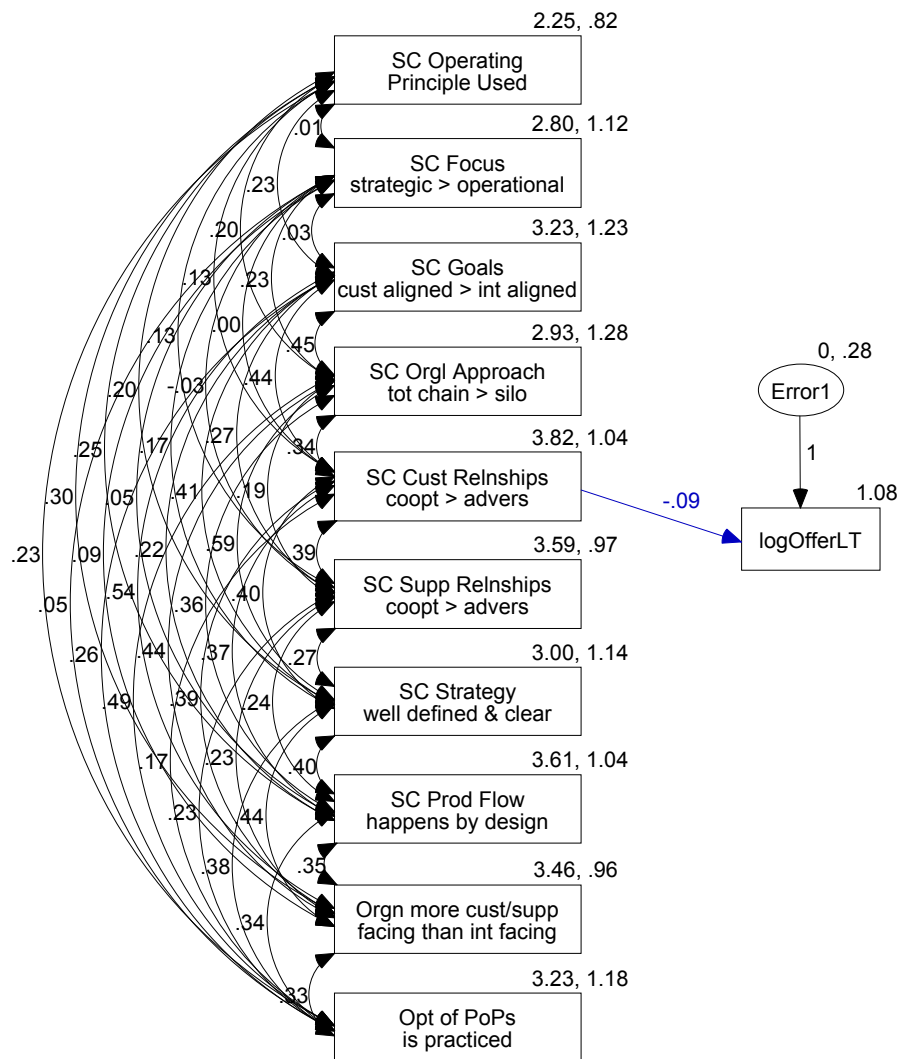 2.25, .82
SC Operating
Principle Used
.01
2.80, 1.12
SC Focus
strategic > operational
.23
.03
3.23, 1.23
SC Goals
cust aligned > int aligned
.20
.23
.45
2.93, 1.28
SC Orgl Approach
tot chain > silo
.13
.00
.44
.34
3.82, 1.04
SC Cust Relnships
coopt > advers
.13
-.03
.27
.19
.39
3.59, .97
SC Supp Relnships
coopt > advers
.20
.17
.41
.59
.40
.27
3.00, 1.14
SC Strategy
well defined & clear
.25
.05
.22
.36
.37
.24
.40
3.61, 1.04
SC Prod Flow
happens by design
.30
.09
.54
.44
.39
.23
.44
.35
3.46, .96
Orgn more cust/supp
facing than int facing
.23
.05
.26
.49
.17
.23
.38
.34
.33
3.23, 1.18
Opt of PoPs
is practiced
0, .28
Error1
1
-.09
1.08
logOfferLT